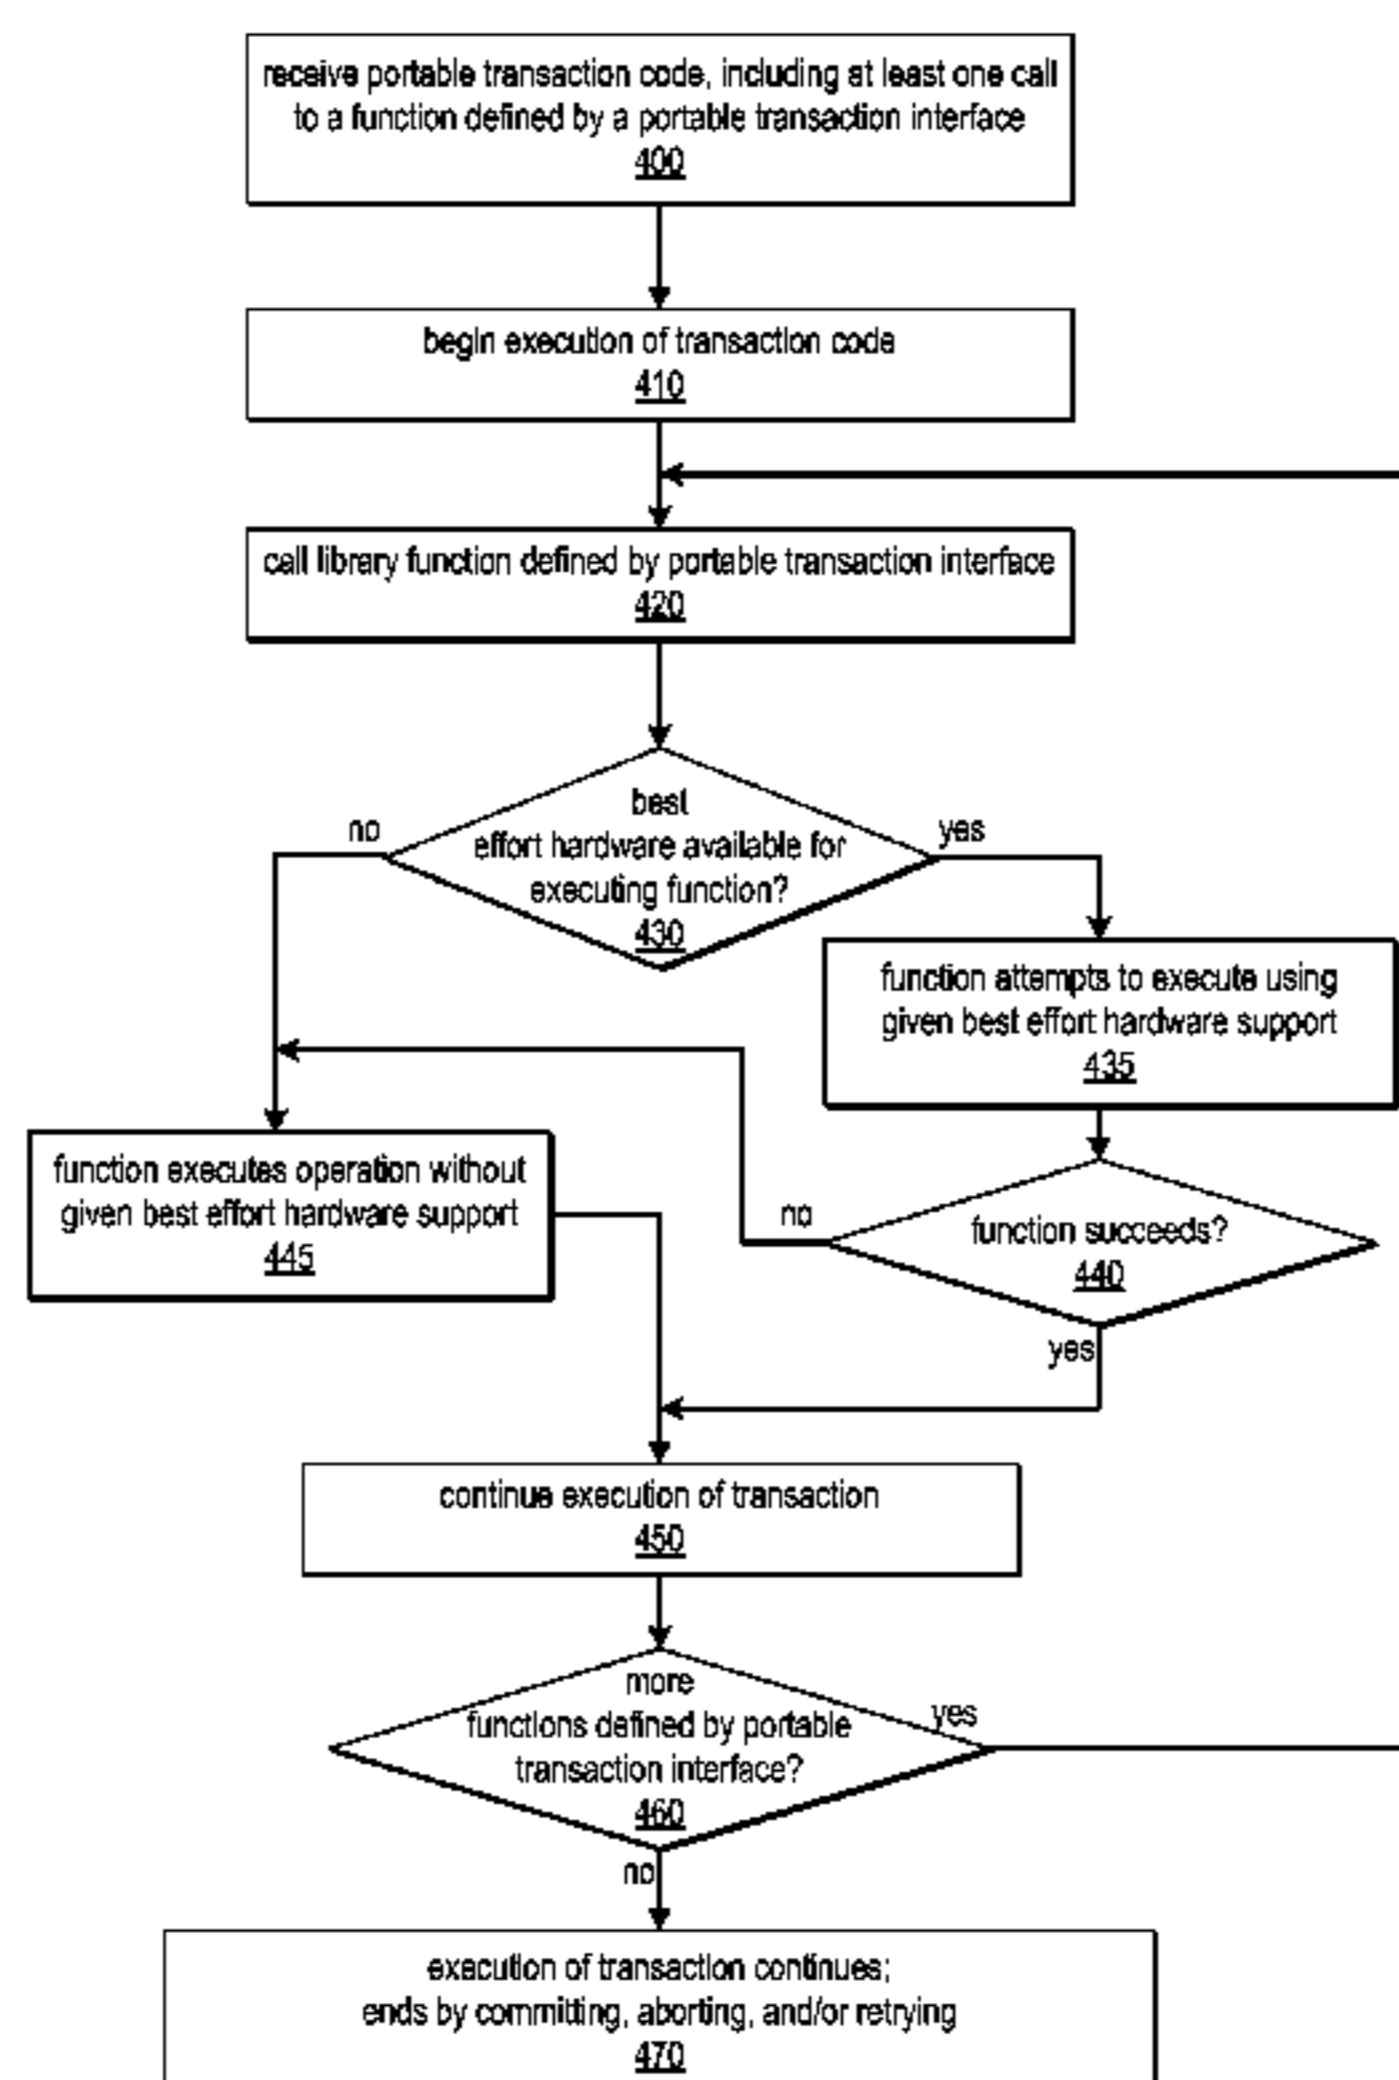 receive portable transaction code, including at least one call
to a function defined by a portable transaction interface
400
begin execution of transaction code
410
call library function defined by portable transaction interface
420
best
effort hardware available for
executing function?
430
no
yes
function attempts to execute using
given best effort hardware support
435
function executes operation without
given best effort hardware support
445
function succeeds?
440
no
yes
continue execution of transaction
450
more
functions defined by portable
transaction interface?
460
yes
no
execution of transaction continues;
ends by committing, aborting, and/or retrying
470